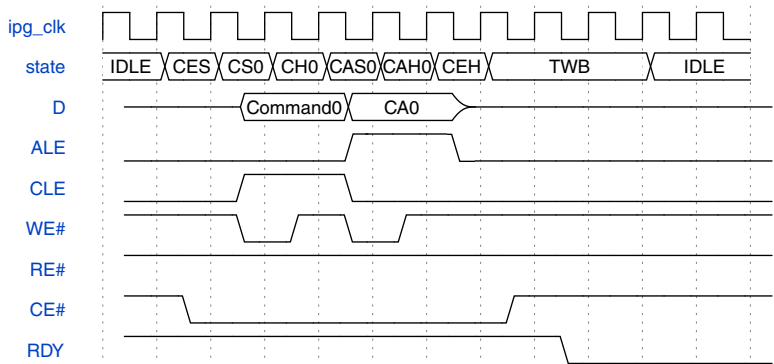 ipg_clk
state IDLE CES CS0 CH0 CAS0 CAH0 CEH TWB IDLE
D Command0 CA0
ALE
CLE
WE#
RE#
CE#
RDY